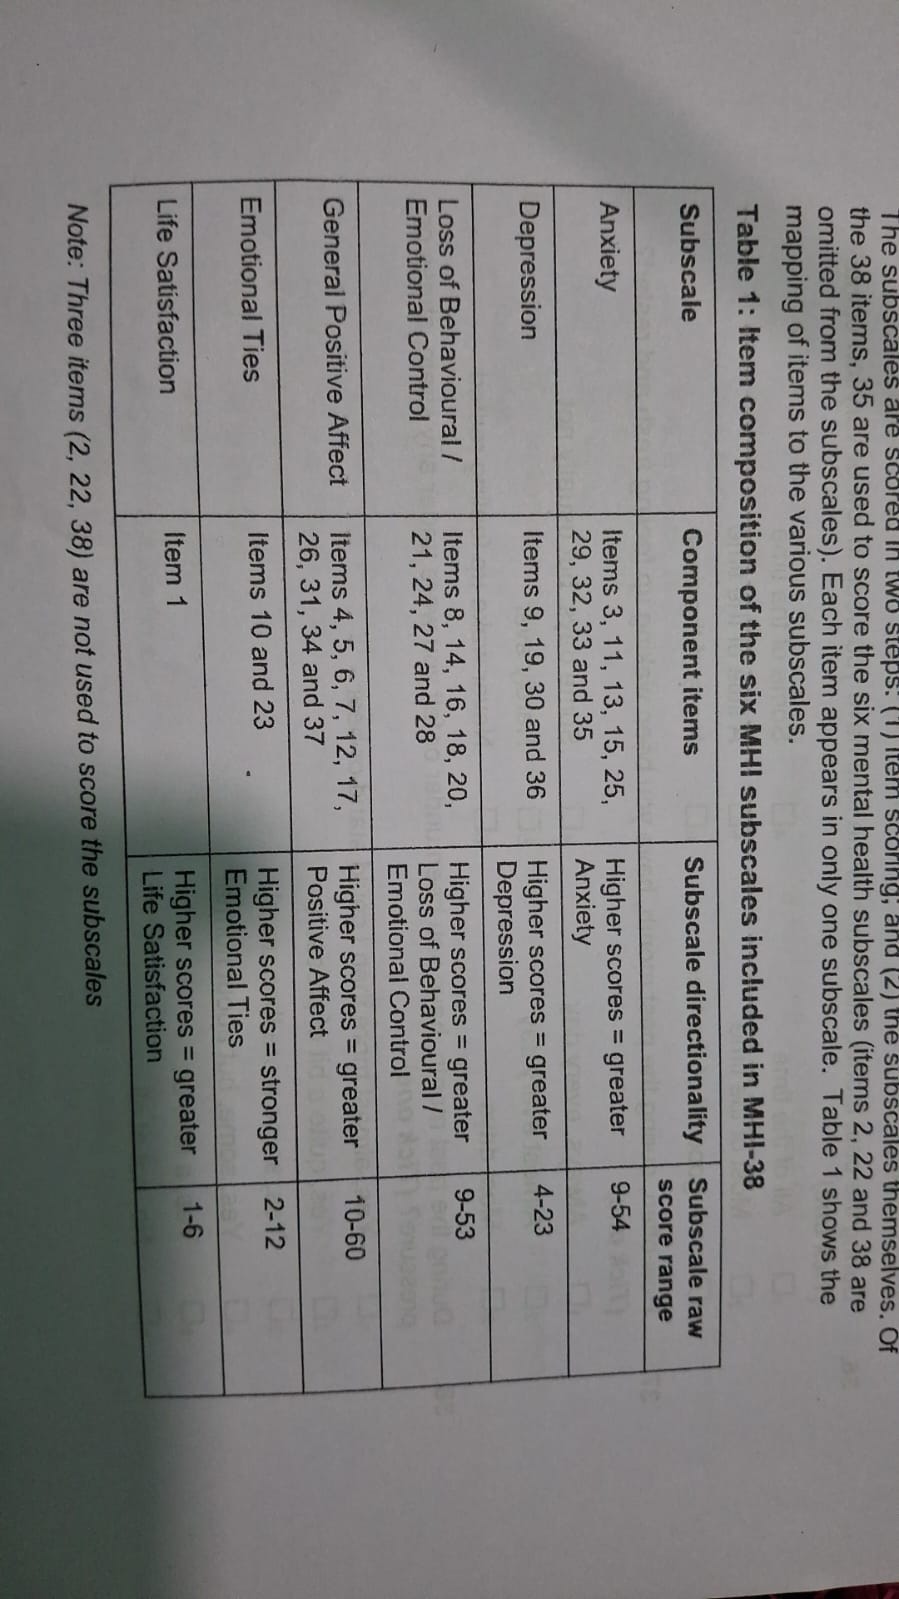 The subscales are scored in two steps: (1) item scoring; and (2) the subscales themselves. Of
the 38 items, 35 are used to score the six mental health subscales (items 2, 22 and 38 are
omitted from the subscales). Each item appears in only one subscale. Table 1 shows the
mapping of items to the various subscales.
Table 1: Item composition of the six MHI subscales included in MHI-38
Subscale
Component items
Subscale directionality
Subscale raw
score range
Anxiety
Items 3, 11, 13, 15, 25,
29, 32, 33 and 35
Higher scores = greater
Anxiety
9-54
Depression
Items 9, 19, 30 and 36
Higher scores = greater
Depression
4-23
Loss of Behavioural /
Emotional Control
Items 8, 14, 16, 18, 20,
21, 24, 27 and 28
Higher scores = greater
Loss of Behavioural /
Emotional Control
9-53
General Positive Affect
Items 4, 5, 6, 7, 12, 17,
26, 31, 34 and 37
Higher scores = greater
Positive Affect
10-60
Emotional Ties
Items 10 and 23
Higher scores = stronger
Emotional Ties
2-12
Life Satisfaction
Item 1
Higher scores = greater
Life Satisfaction
1-6
Note: Three items (2, 22, 38) are not used to score the subscales